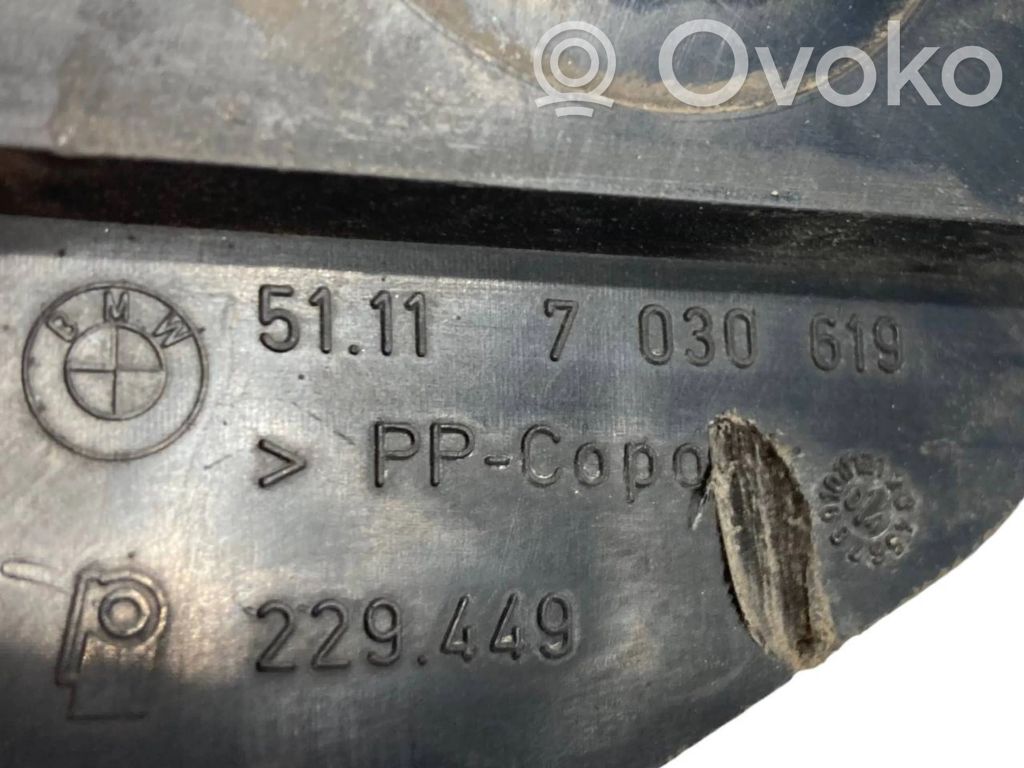 Ovoko
BMW
51.11 7 030 619
> PP-Copo
229.449